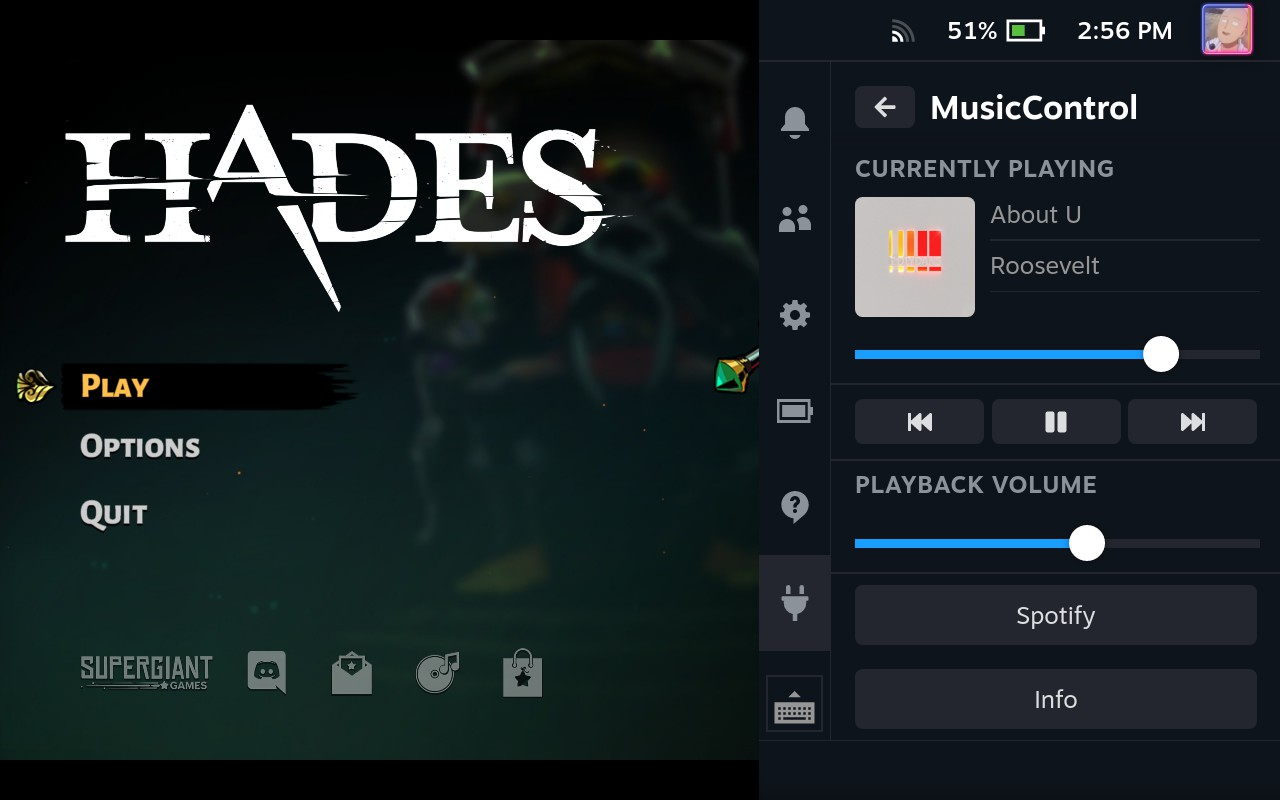 HADES
PLAY
OPTIONS
QUIT
SUPERGIANT
GAMES
51%
2:56 PM
MusicControl
CURRENTLY PLAYING
About U
Roosevelt
PLAYBACK VOLUME
Spotify
Info